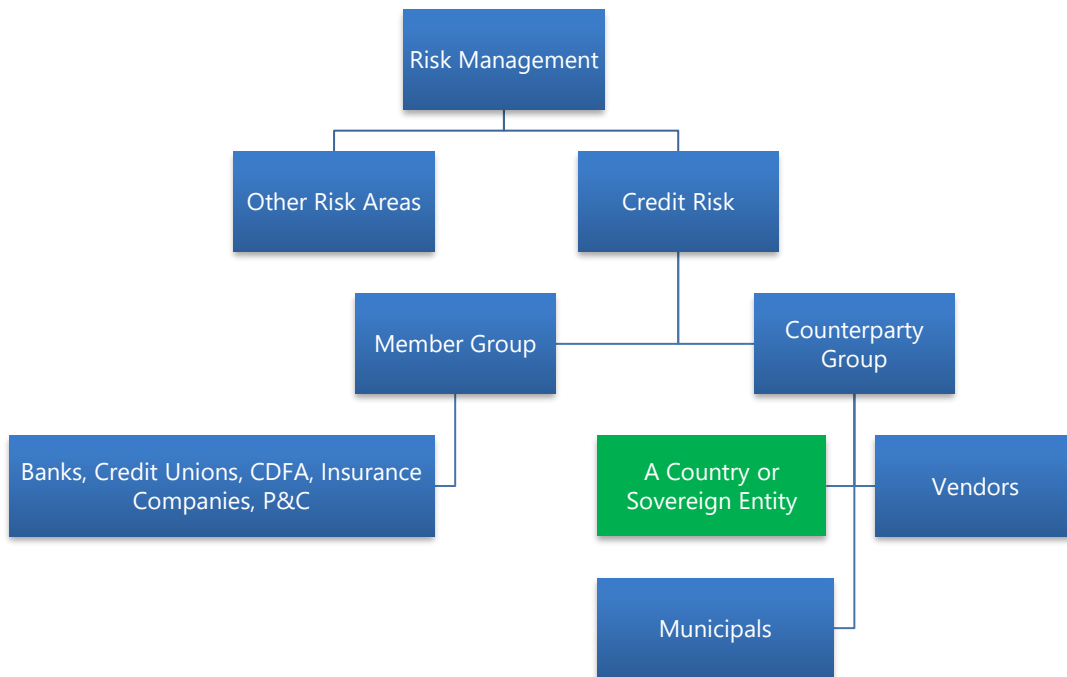 Risk Management
Other Risk Areas
Credit Risk
Member Group
Counterparty
Group
Banks, Credit Unions, CDFA, Insurance
Companies, P&C
A Country or
Sovereign Entity
Vendors
Municipals